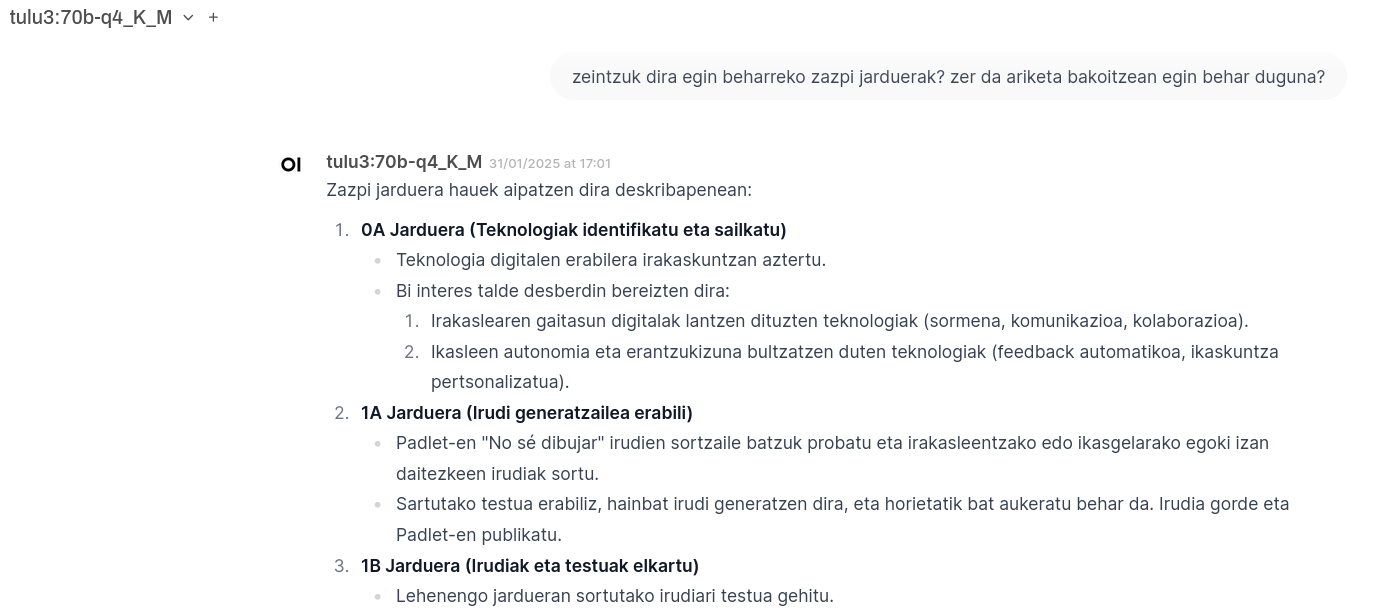 tulu3:70b-q4_K_M
zeintzuk dira egin beharreko zazpi jarduerak? zer da ariketa bakoitzean egin behar duguna?
OI tulu3:70b-q4_K_M 31/01/2025 at 17:01
Zazpi jarduera hauek aipatzen dira deskribapenean:
1. 0A Jarduera (Teknologiak identifikatu eta sailkatu)
• Teknologia digitalen erabilera irakaskuntzan aztertu.
• Bi interes talde desberdin bereizten dira:
1. Irakaslearen gaitasun digitalak lantzen dituzten teknologiak (sormena, komunikazioa, kolaborazioa).
2. Ikasleen autonomia eta erantzukizuna bultzatzen duten teknologiak (feedback automatikoa, ikaskuntza
pertsonalizatua).
2. 1A Jarduera (Irudi generatzailea erabili)
• Padlet-en "No sé dibujar" irudien sortzaile batzuk probatu eta irakasleentzako edo ikasgelarako egoki izan
daitezkeen irudiak sortu.
• Sartutako testua erabiliz, hainbat irudi generatzen dira, eta horietatik bat aukeratu behar da. Irudia gorde eta
Padlet-en publikatu.
3. 1B Jarduera (Irudiak eta testuak elkartu)
• Lehenengo jardueran sortutako irudiari testua gehitu.